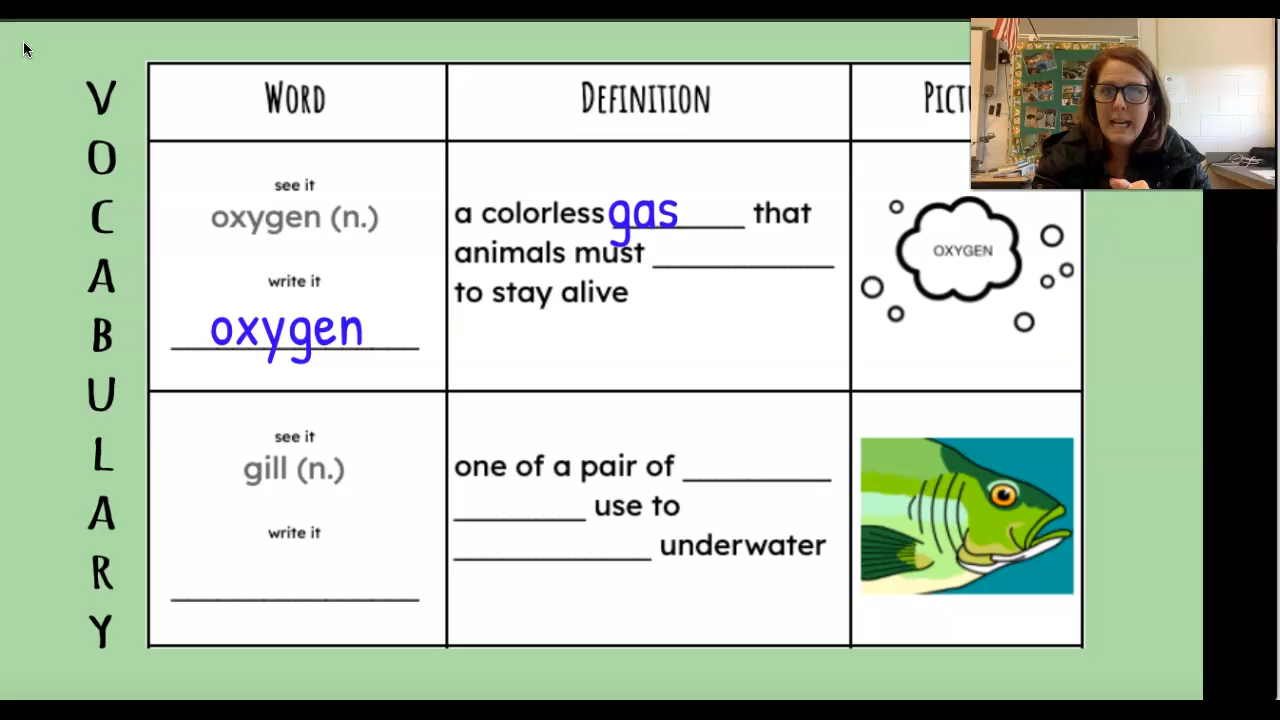 VOCABULARY
WORD
DEFINITION
see it
oxygen (n.)
write it
oxygen
a colorless gas that
animals must
to stay alive
OXYGEN
see it
gill (n.)
write it
one of a pair of
use to
underwater